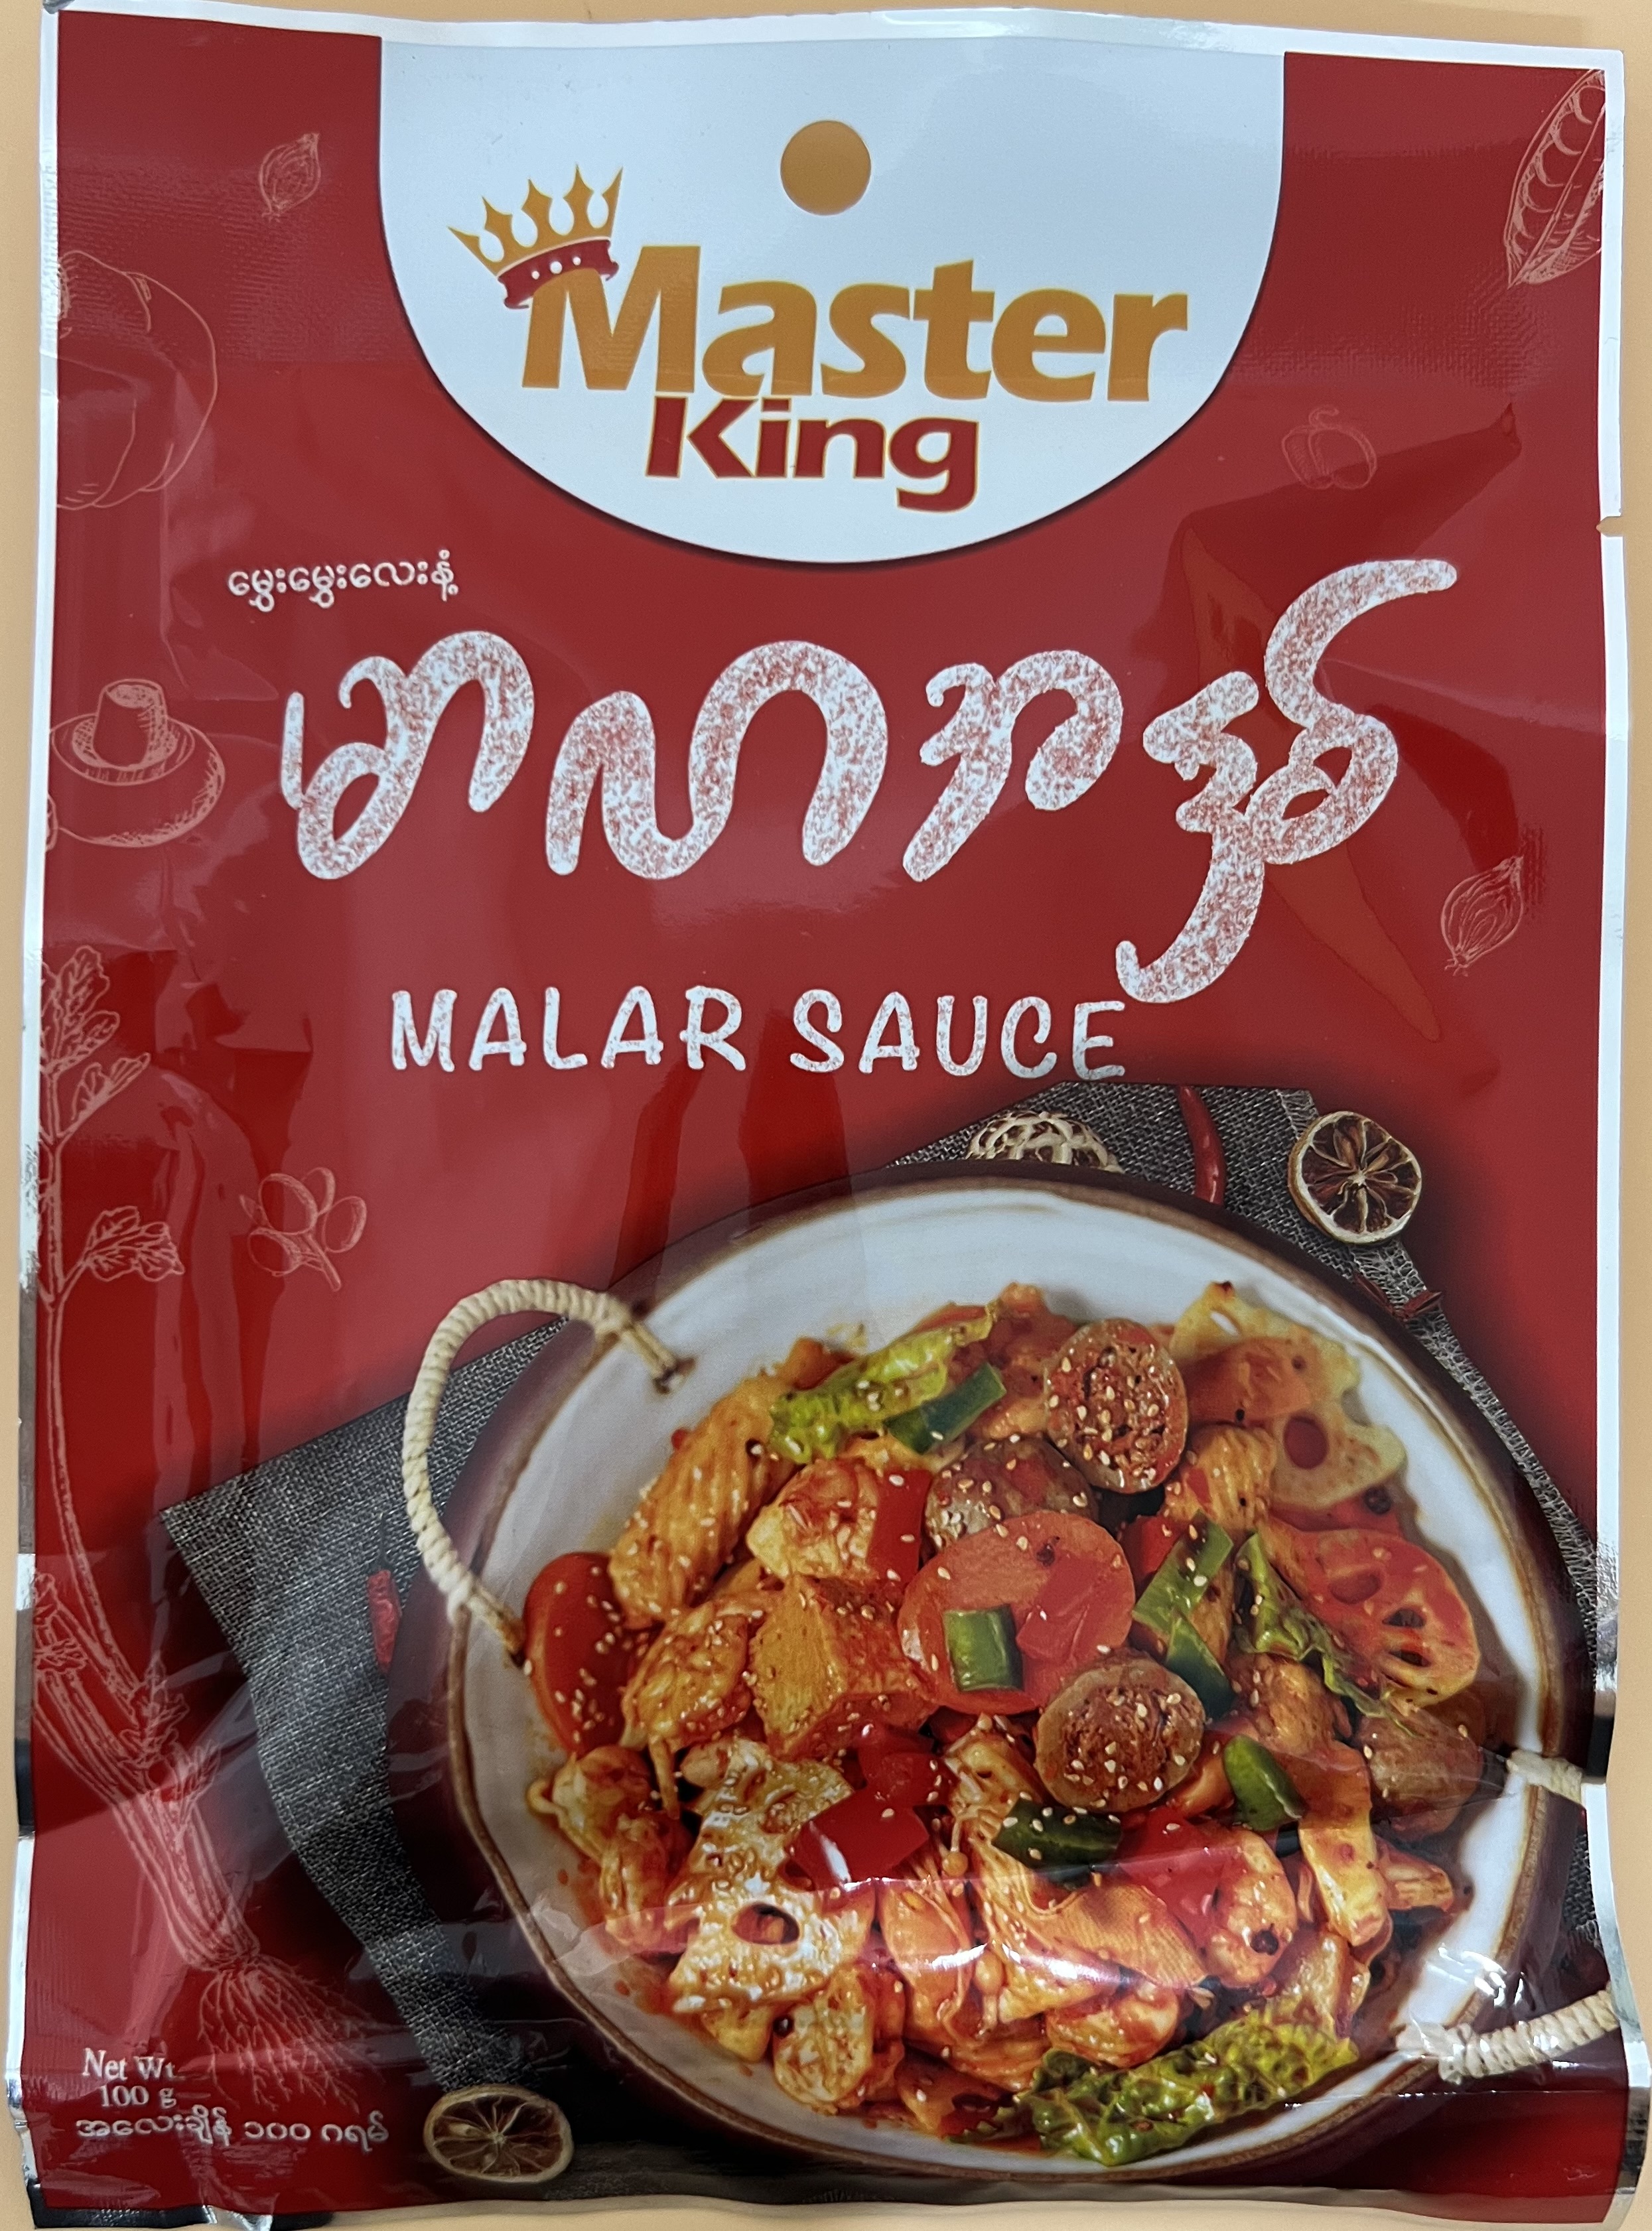 Master
King
မွှေးမွှေးလေးနဲ့
မာလာအနှစ်
MALAR SAUCE
Net Wt.
100 g
အလေးချိန် ၁၀၀ ဂရမ်